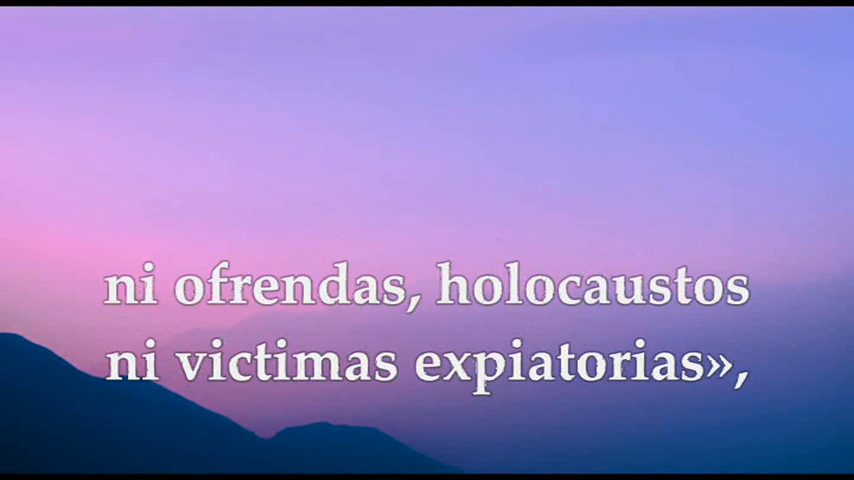 ni ofrendas, holocaustos
ni victimas expiatorias»,